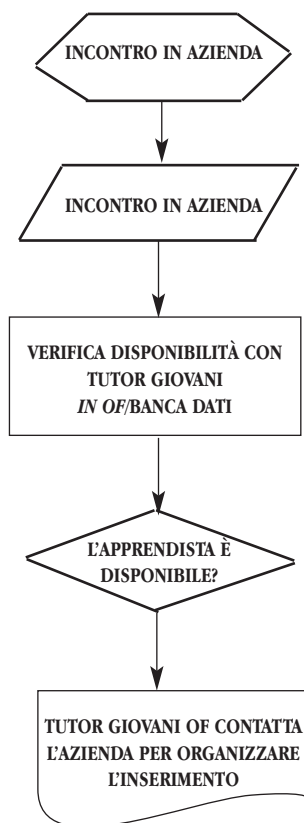 INCONTRO IN AZIENDA
INCONTRO IN AZIENDA
VERIFICA DISPONIBILITÀ CON
TUTOR GIOVANI
IN OF/BANCA DATI
L'APPRENDISTA È
DISPONIBILE?
TUTOR GIOVANI OF CONTATTA
L'AZIENDA PER ORGANIZZARE
L'INSERIMENTO